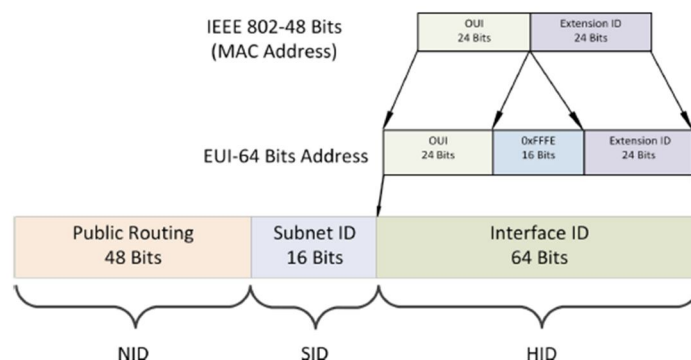 IEEE 802-48 Bits
(MAC Address)
OUI
24 Bits
Extension ID
24 Bits
EUI-64 Bits Address
OUI
24 Bits
0xFFFE
16 Bits
Extension ID
24 Bits
Public Routing
48 Bits
Subnet ID
16 Bits
Interface ID
64 Bits
NID
SID
HID